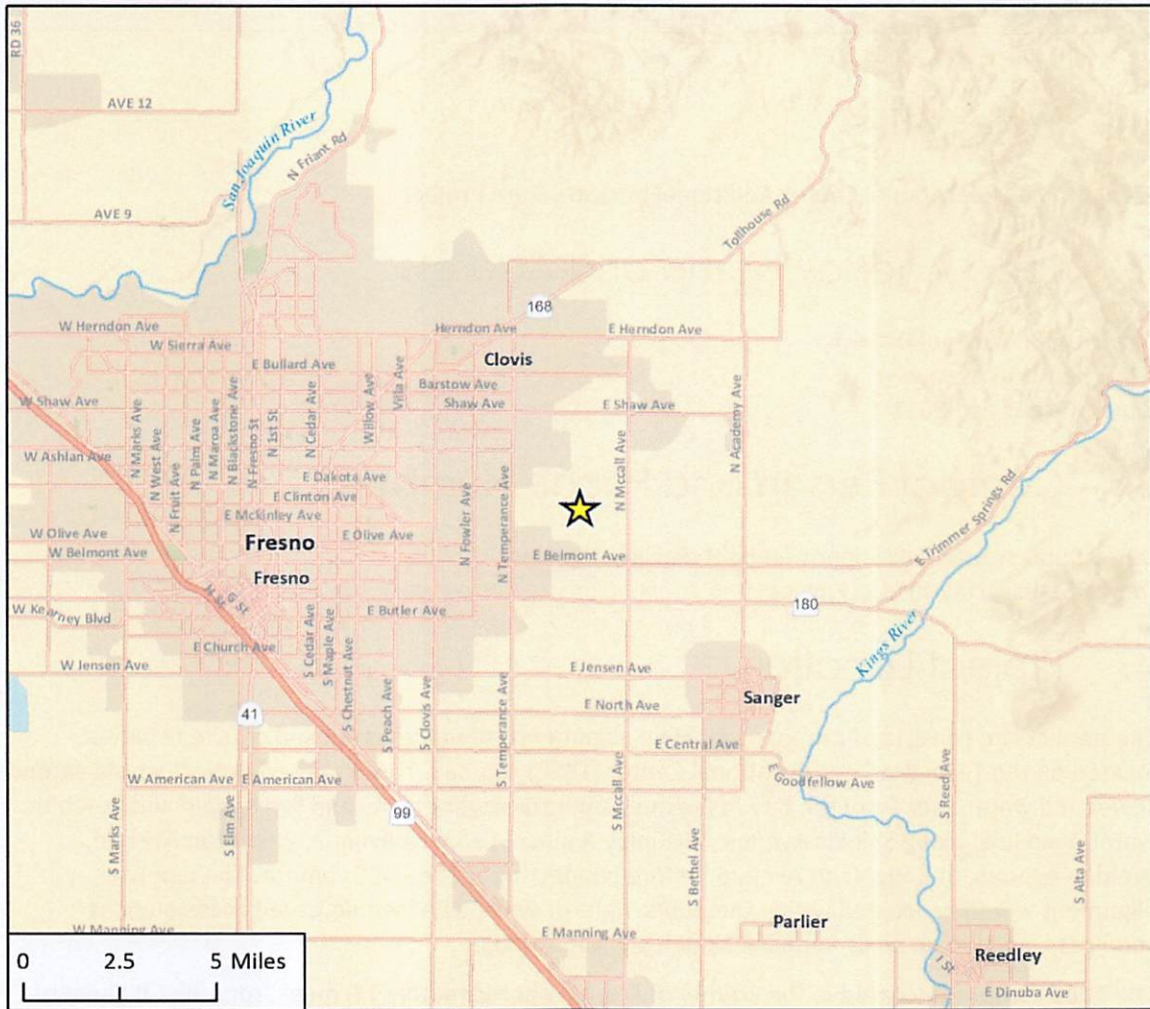 RD 36
AVE 12
San Joaquin River
N Friant Rd
AVE 9
Tollhouse Rd
168
W Herndon Ave
Herndon Ave
E Herndon Ave
W Sierra Ave
Clovis
E Bullard Ave
Villa Ave
Barstow Ave
W Shaw Ave
Shaw Ave
E Shaw Ave
N Marks Ave
N West Ave
N Fruit Ave
N Palm Ave
N Maroa Ave
N Blackstone Ave
N Fresno St
N 1st St
N Cedar Ave
Willow Ave
N Academy Ave
N Mccall Ave
W Ashlan Ave
E Dakota Ave
E Clinton Ave
E Mckinley Ave
N Fowler Ave
N Temperance Ave
W Olive Ave
Fresno
E Olive Ave
W Belmont Ave
E Belmont Ave
E Trimmer Springs Rd
Fresno
H St
G St
W Kearney Blvd
E Butler Ave
180
Kings River
E Church Ave
S Cedar Ave
S Maple Ave
S Chestnut Ave
W Jensen Ave
E Jensen Ave
S Peach Ave
S Clovis Ave
S Temperance Ave
Sanger
E North Ave
41
E Central Ave
W American Ave
E American Ave
E Goodfellow Ave
S Reed Ave
S Marks Ave
S Elm Ave
99
S Mccall Ave
S Bethel Ave
S Alta Ave
Parlier
W Manning Ave
E Manning Ave
Reedley
I St
E Dinuba Ave
0 2.5 5 Miles